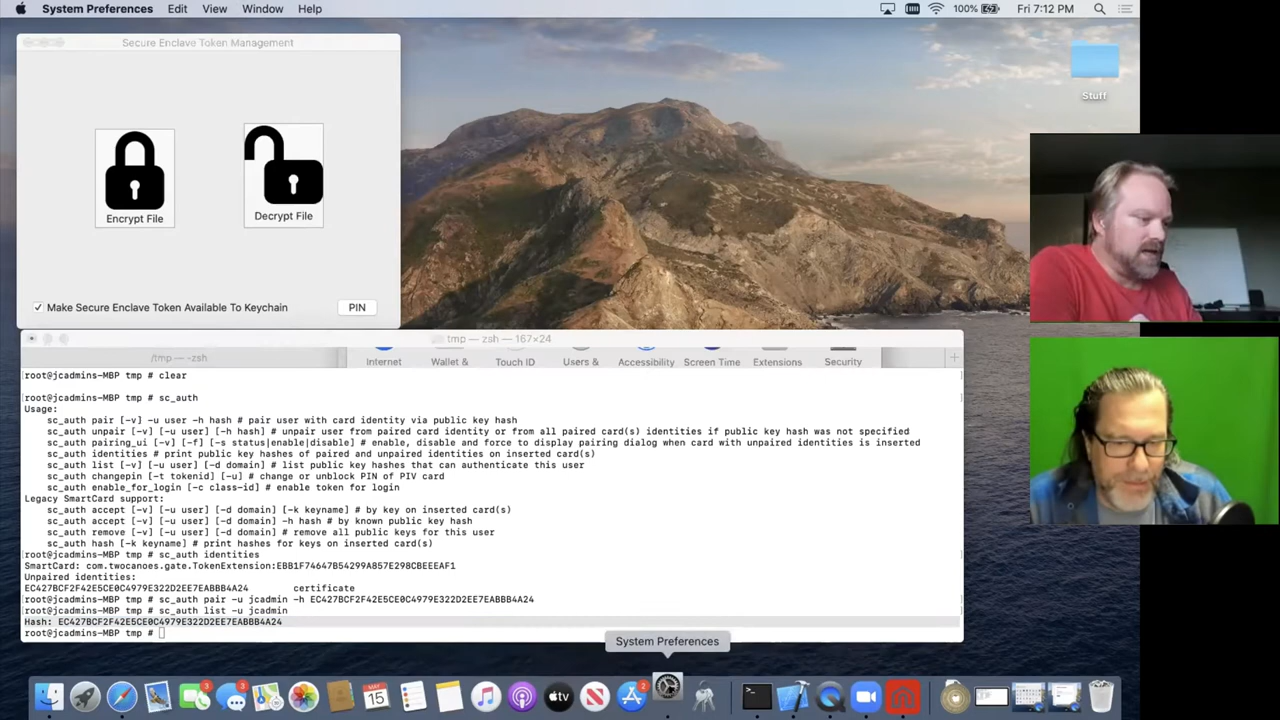 System Preferences Edit View Window Help
100% Fri 7:12 PM
Secure Enclave Token Management
Stuff
Encrypt File
Decrypt File
Make Secure Enclave Token Available To Keychain
PIN
tmp — zsh — 167×24
/tmp — -zsh
Internet Wallet & Touch ID Users & Accessibility Screen Time Extensions Security
root@jcadmins-MBP tmp # clear
root@jcadmins-MBP tmp # sc_auth
Usage:
sc_auth pair [-v] -u user -h hash # pair user with card identity via public key hash
sc_auth unpair [-v] [-u user] [-h hash] # unpair user from paired card identity or from all paired card(s) identities if public key hash was not specified
sc_auth pairing_ui [-v] [-f] [-s status|enable|disable] # enable, disable and force to display pairing dialog when card with unpaired identities is inserted
sc_auth identities # print public key hashes of paired and unpaired identities on inserted card(s)
sc_auth list [-v] [-u user] [-d domain] # list public key hashes that can authenticate this user
sc_auth changepin [-t tokenid] [-u] # change or unblock PIN of PIV card
sc_auth enable_for_login [-c class-id] # enable token for login
Legacy SmartCard support:
sc_auth accept [-v] [-u user] [-d domain] [-k keyname] # by key on inserted card(s)
sc_auth accept [-v] [-u user] [-d domain] -h hash # by known public key hash
sc_auth remove [-v] [-u user] [-d domain] # remove all public keys for this user
sc_auth hash [-k keyname] # print hashes for keys on inserted card(s)
root@jcadmins-MBP tmp # sc_auth identities
SmartCard: com.twocanoes.gate.TokenExtension:EBB1F74647B54299A857E298CBEEEAF1
Unpaired identities:
EC427BCF2F42E5CE0C4979E322D2EE7EABBB4A24 certificate
root@jcadmins-MBP tmp # sc_auth pair -u jcadmin -h EC427BCF2F42E5CE0C4979E322D2EE7EABBB4A24
root@jcadmins-MBP tmp # sc_auth list -u jcadmin
Hash: EC427BCF2F42E5CE0C4979E322D2EE7EABBB4A24
root@jcadmins-MBP tmp #
System Preferences
3
3
MAY
15
tv
2